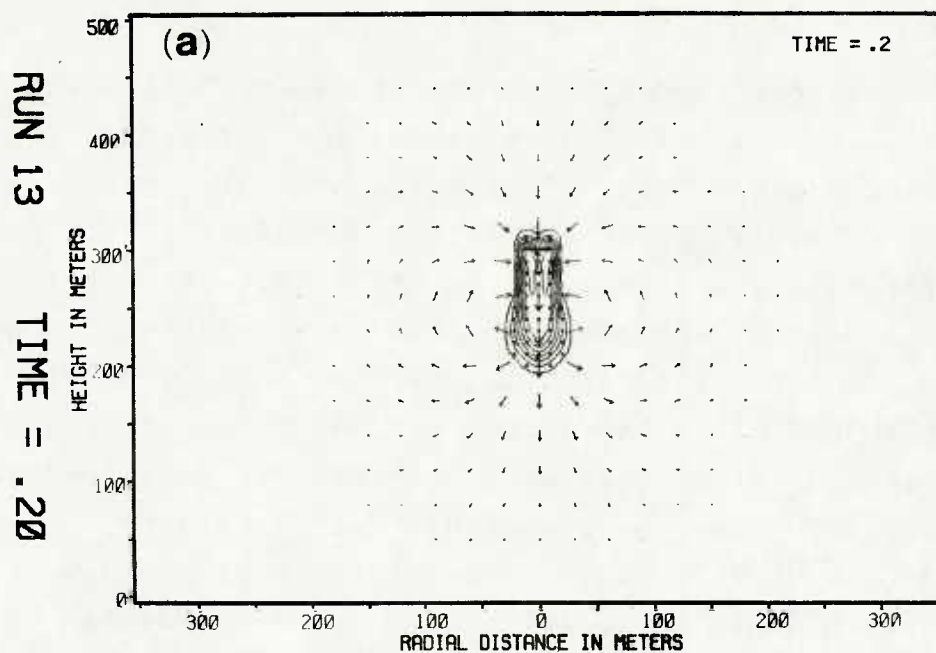 RUN 13 TIME = .20
(a)
TIME = .2
HEIGHT IN METERS
500
400
300
200
100
0
300 200 100 0 100 200 300
RADIAL DISTANCE IN METERS